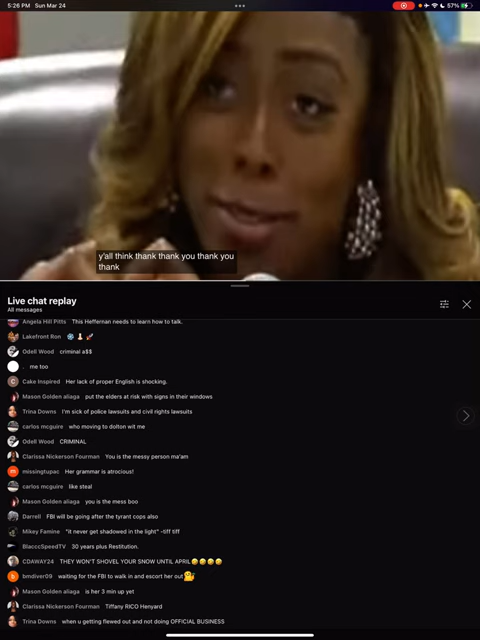 5:26 PM Sun Mar 24
57%
y'all think thank thank you thank you
thank
Live chat replay
All messages
Angela Hill Pitts This Heffernan needs to learn how to talk.
Lakefront Ron
Odell Wood criminal a$$
. me too
C Cake Inspired Her lack of proper English is shocking.
Mason Golden aliaga put the elders at risk with signs in their windows
Trina Downs I'm sick of police lawsuits and civil rights lawsuits
carlos mcguire who moving to dolton wit me
Odell Wood CRIMINAL
Clarissa Nickerson Fourman You is the messy person ma'am
m missingtupac Her grammar is atrocious!
carlos mcguire like steal
Mason Golden aliaga you is the mess boo
Darrell FBI will be going after the tyrant cops also
Mikey Famine "it never get shadowed in the light" -tiff tiff
BlacccSpeedTV 30 years plus Restitution.
CDAWAY24 THEY WON'T SHOVEL YOUR SNOW UNTIL APRIL🤣🤣🤣🤣
b bmdiver09 waiting for the FBI to walk in and escort her out
Mason Golden aliaga is her 3 min up yet
Clarissa Nickerson Fourman Tiffany RICO Henyard
Trina Downs when u getting flewed out and not doing OFFICIAL BUSINESS